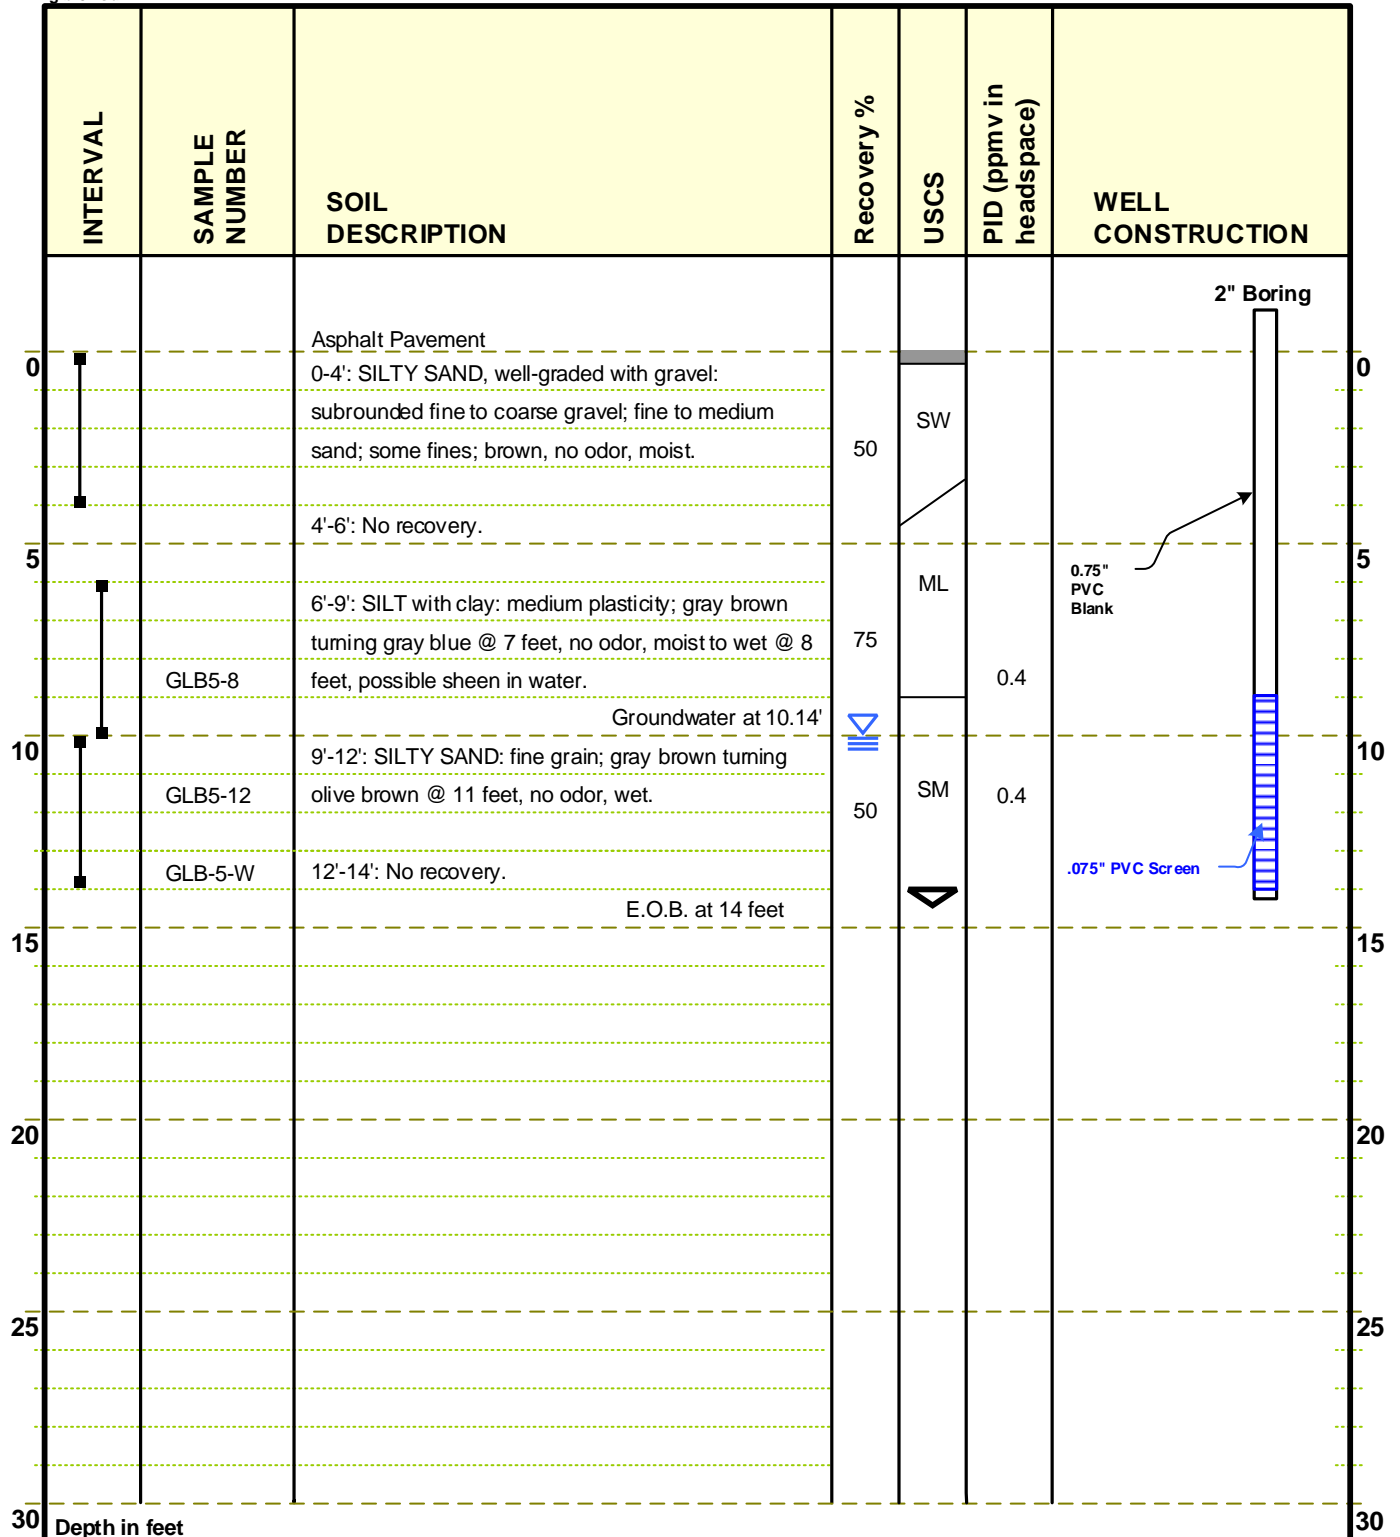 INTERVAL
SAMPLE
NUMBER
SOIL
DESCRIPTION
Recovery %
USCS
PID (ppmv in
headspace)
WELL
CONSTRUCTION
2" Boring
Asphalt Pavement
0
0
0-4': SILTY SAND, well-graded with gravel:
subrounded fine to coarse gravel; fine to medium
SW
sand; some fines; brown, no odor, moist.
50
4'-6': No recovery.
5
5
0.75"
PVC
Blank
ML
6'-9': SILT with clay: medium plasticity; gray brown
turning gray blue @ 7 feet, no odor, moist to wet @ 8
75
GLB5-8
feet, possible sheen in water.
0.4
Groundwater at 10.14'
10
10
9'-12': SILTY SAND: fine grain; gray brown turning
GLB5-12
olive brown @ 11 feet, no odor, wet.
50
SM
0.4
GLB-5-W
12'-14': No recovery.
.075" PVC Screen
E.O.B. at 14 feet
15
15
20
20
25
25
30
30
Depth in feet